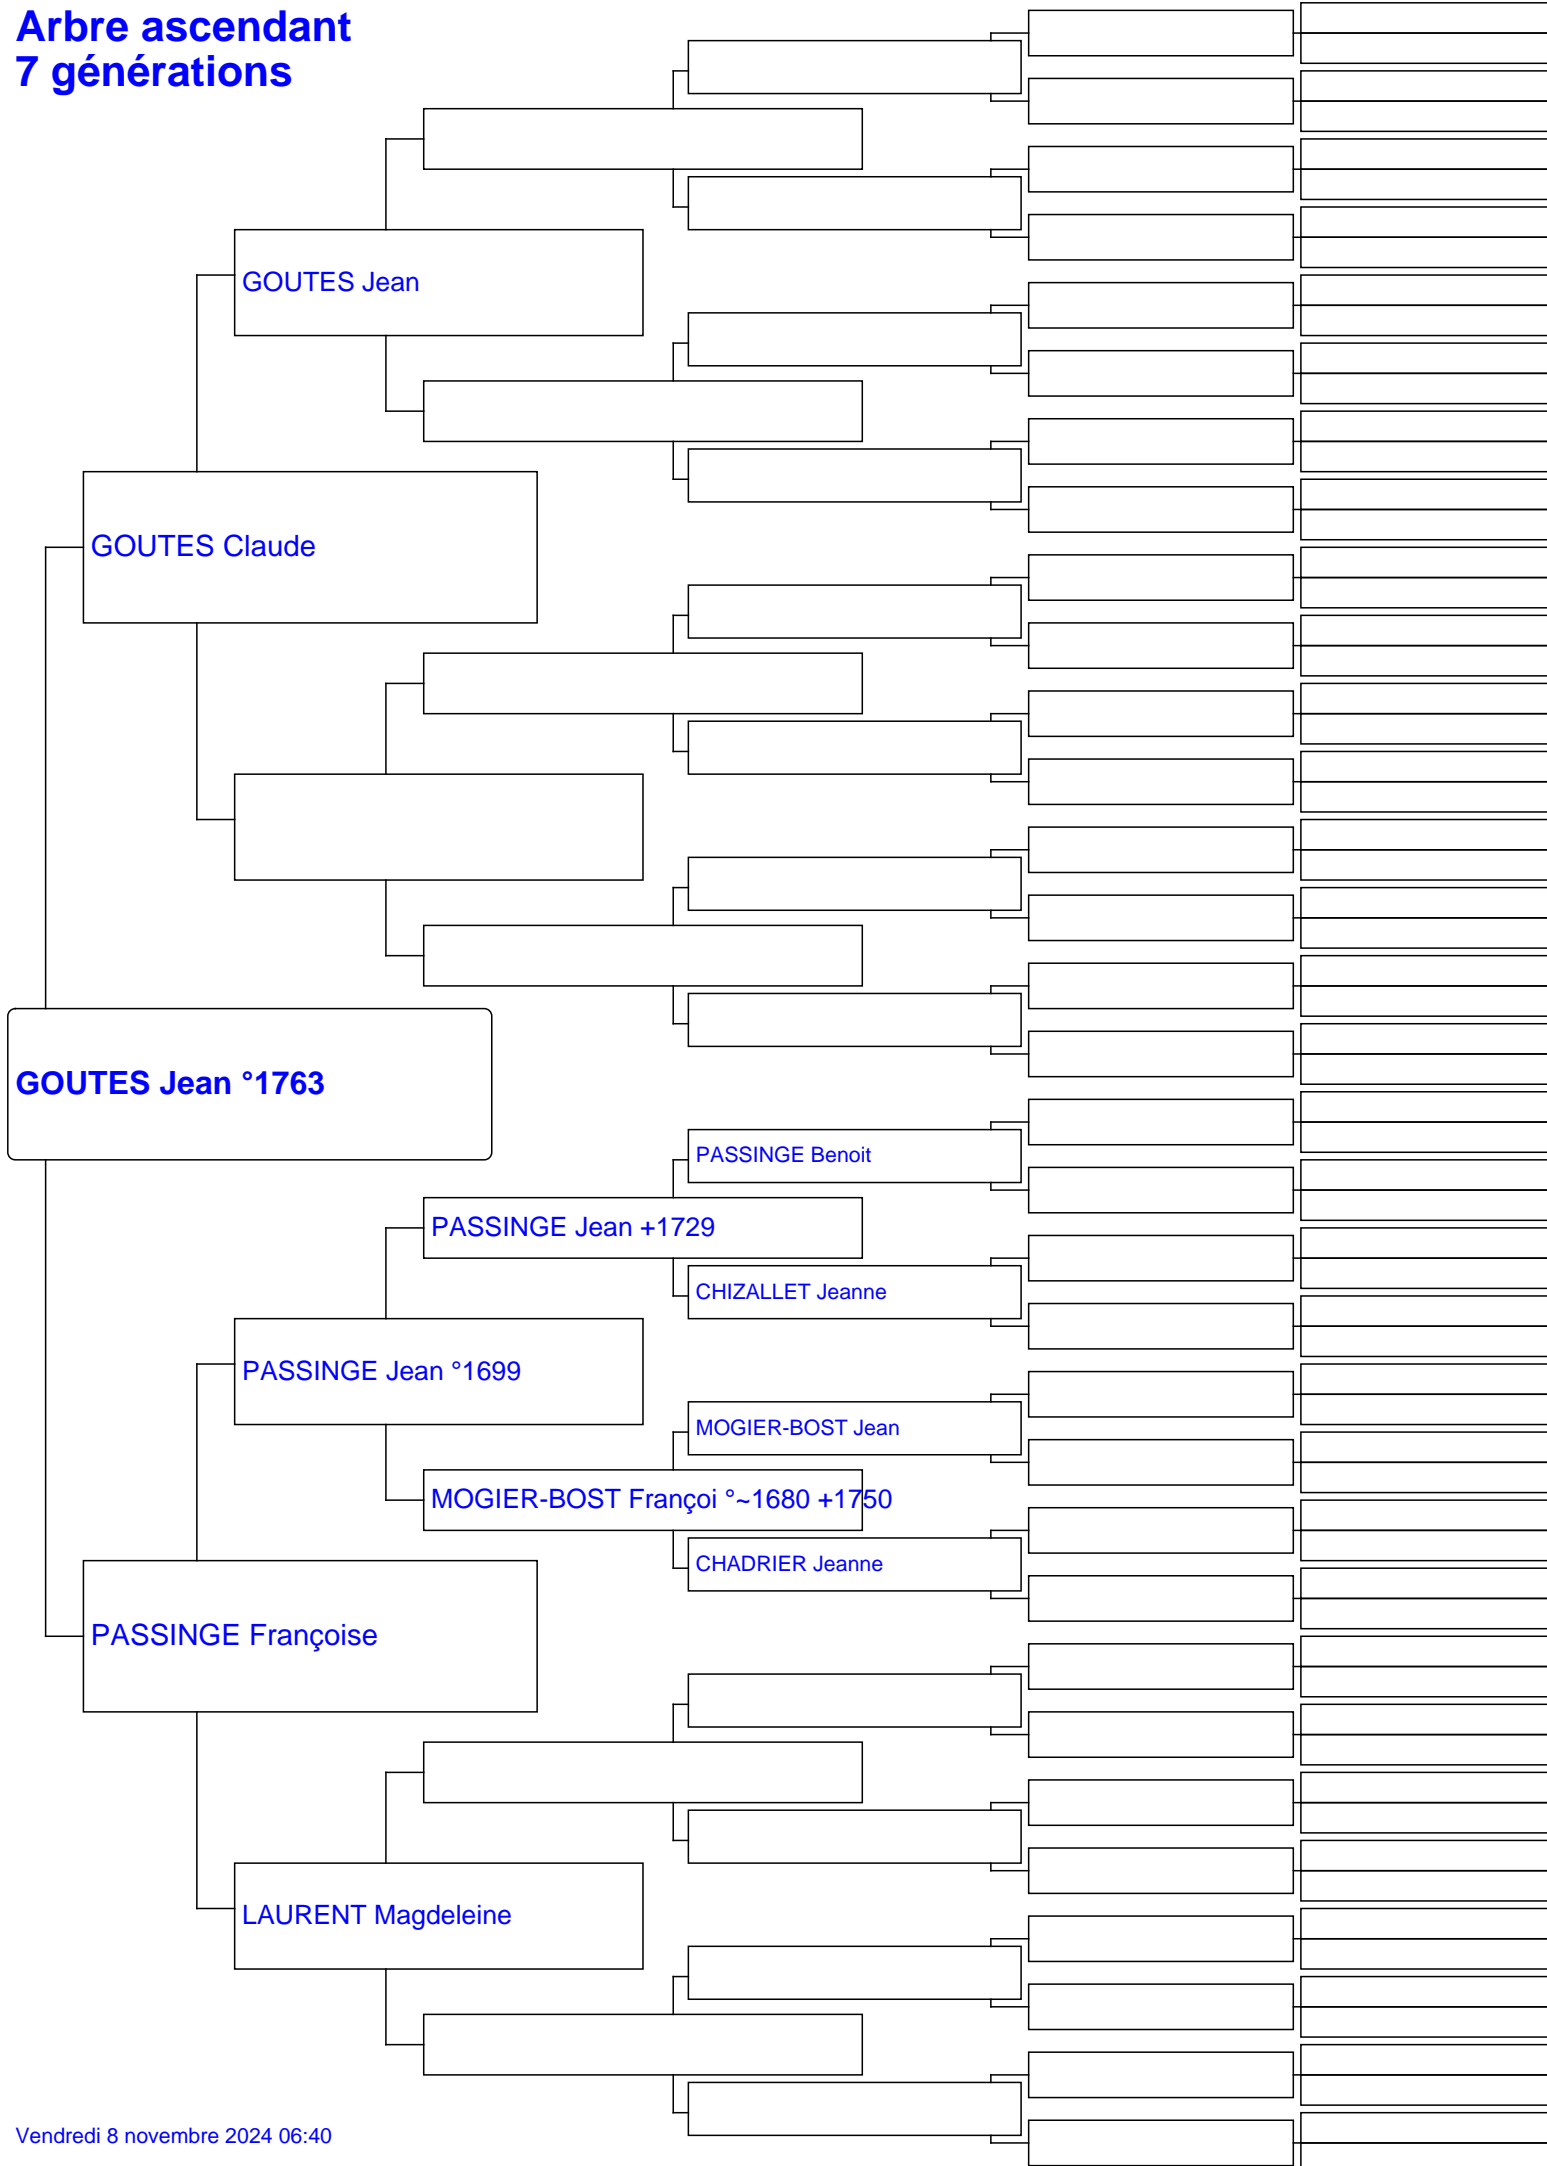 Arbre ascendant
7 générations
GOUTES Jean
GOUTES Claude
GOUTES Jean °1763
PASSINGE Benoit
PASSINGE Jean +1729
CHIZALLET Jeanne
PASSINGE Jean °1699
MOGIER-BOST Jean
MOGIER-BOST Françoi °~1680 +1750
CHADRIER Jeanne
PASSINGE Françoise
LAURENT Magdeleine
Vendredi 8 novembre 2024 06:40